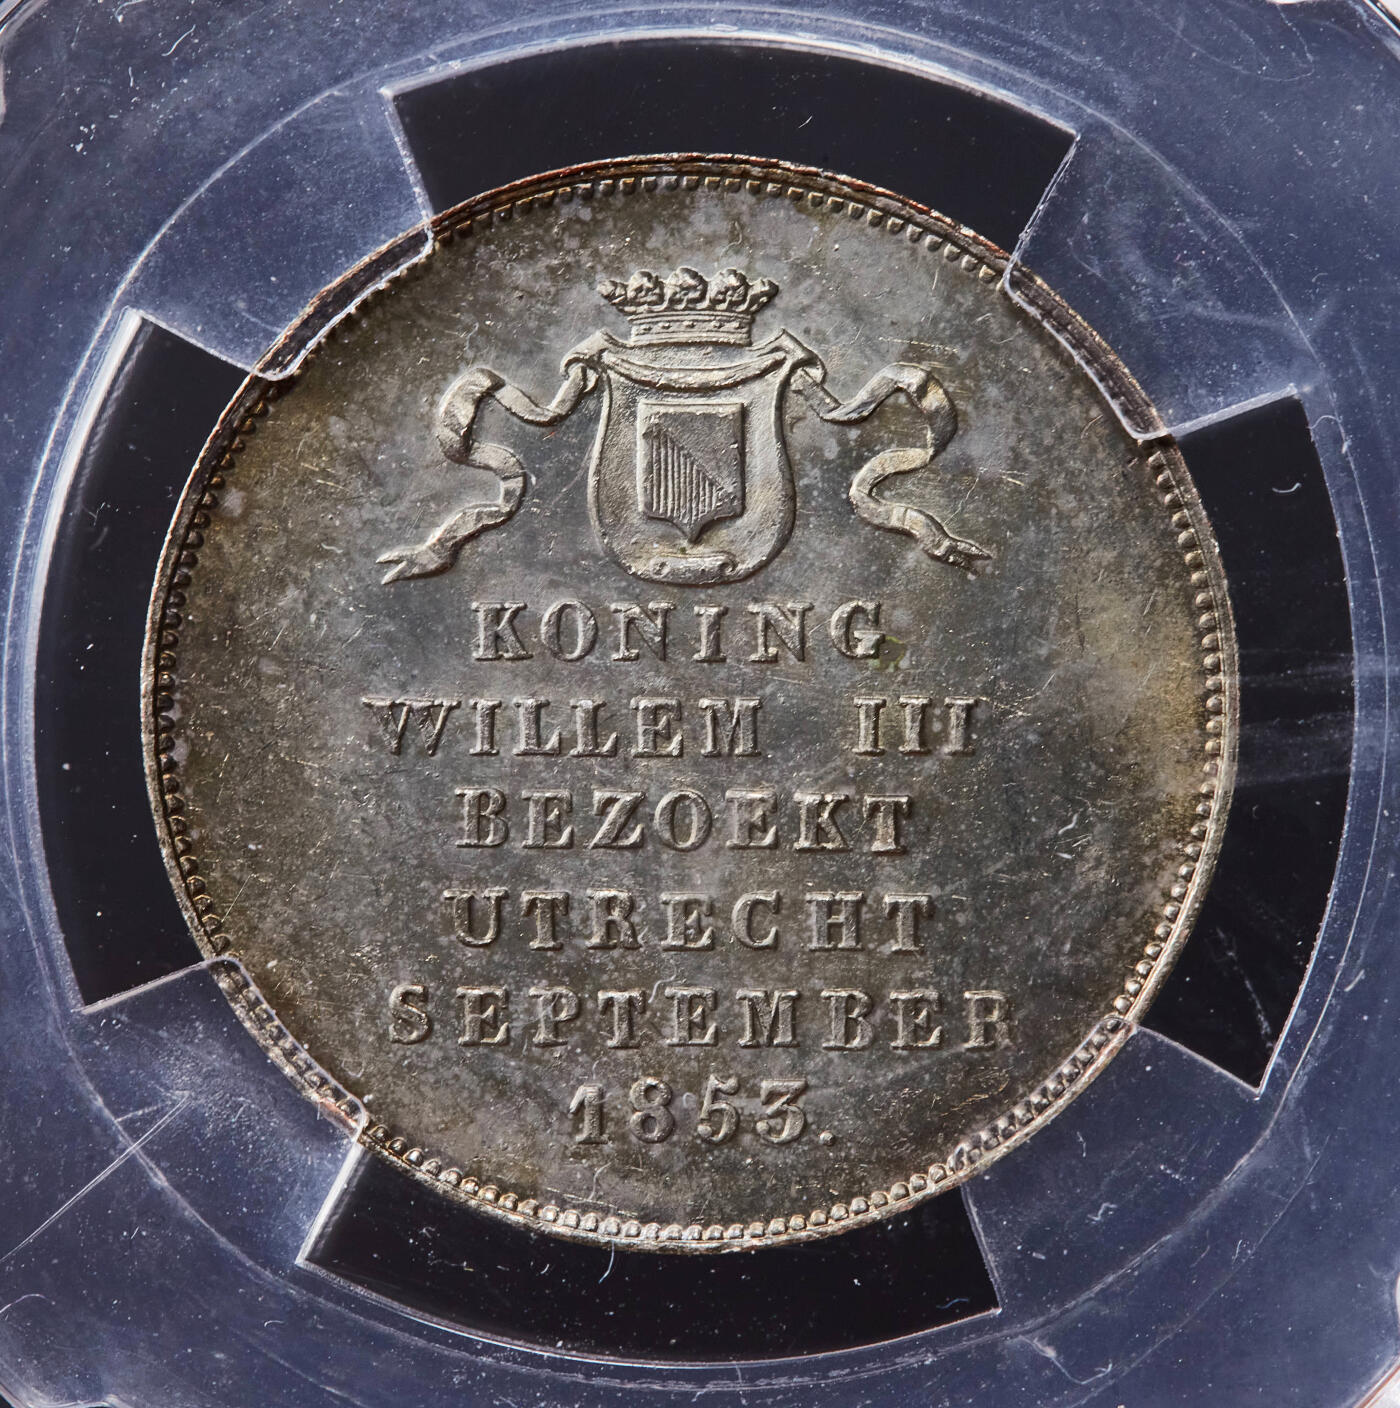 KONING
WILLEM III
BEZOEKT
UTRECHT
SEPTEMBER
1853.